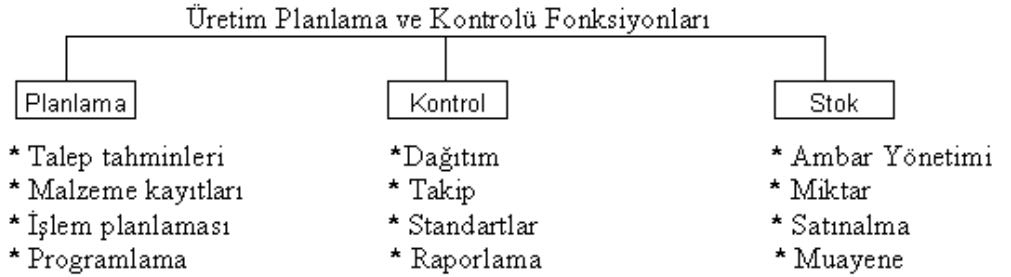 Üretim Planlama ve Kontrolü Fonksiyonları
Planlama
* Talep tahminleri
* Malzeme kayıtları
* İşlem planlaması
* Programlama
Kontrol
*Dağıtım
* Takip
* Standartlar
* Raporlama
Stok
* Ambar Yönetimi
* Miktar
* Satınalma
* Muayene